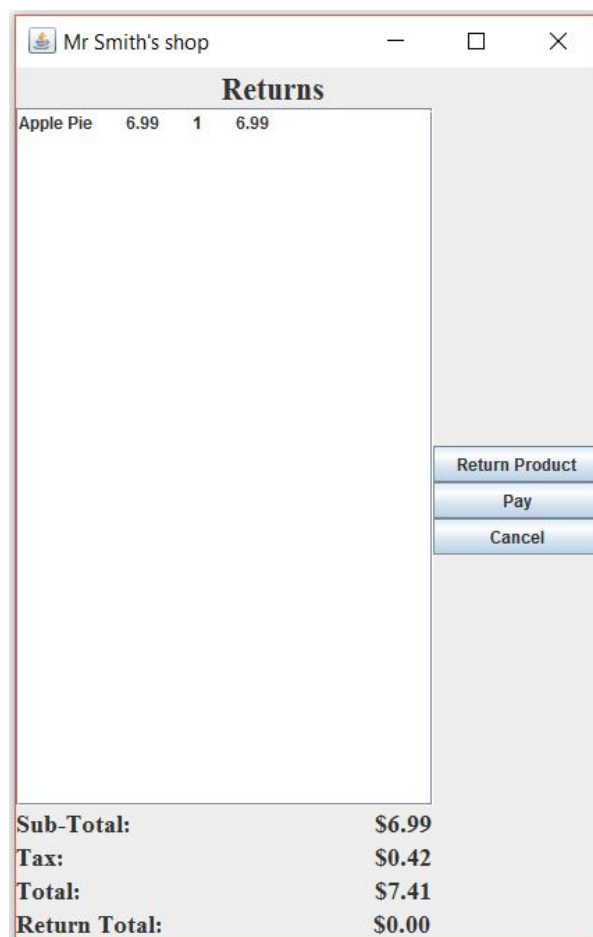 Mr Smith's shop
Returns
Apple Pie 6.99 1 6.99
Return Product
Pay
Cancel
Sub-Total: $6.99
Tax: $0.42
Total: $7.41
Return Total: $0.00